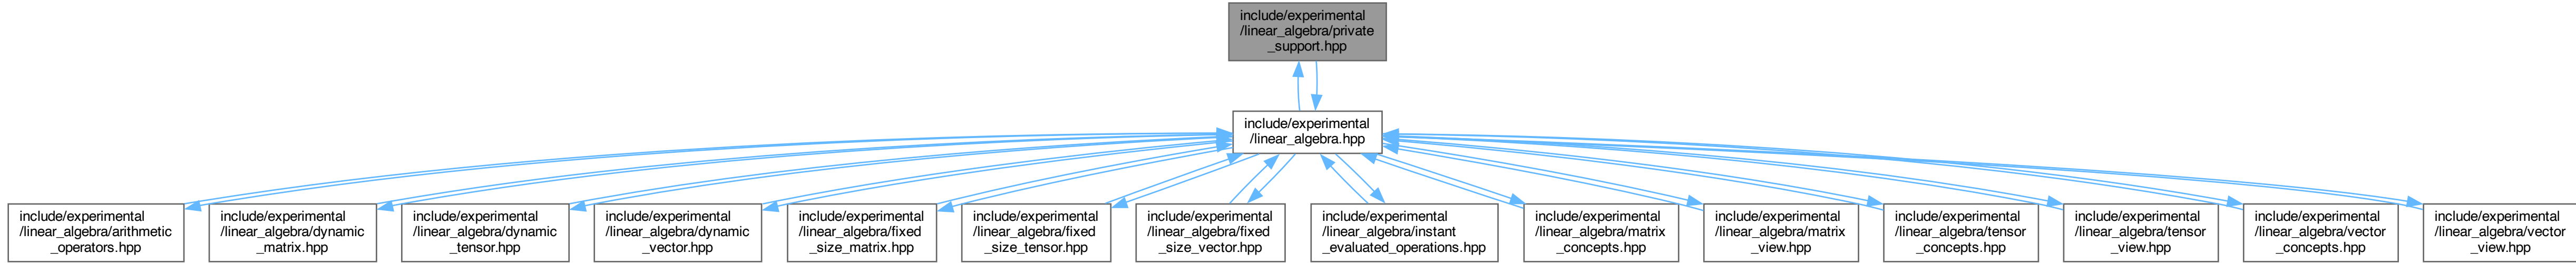 include/experimental
/linear_algebra/private
_support.hpp
include/experimental
/linear_algebra.hpp
include/experimental
/linear_algebra/arithmetic
_operators.hpp
include/experimental
/linear_algebra/dynamic
_matrix.hpp
include/experimental
/linear_algebra/dynamic
_tensor.hpp
include/experimental
/linear_algebra/dynamic
_vector.hpp
include/experimental
/linear_algebra/fixed
_size_matrix.hpp
include/experimental
/linear_algebra/fixed
_size_tensor.hpp
include/experimental
/linear_algebra/fixed
_size_vector.hpp
include/experimental
/linear_algebra/instant
_evaluated_operations.hpp
include/experimental
/linear_algebra/matrix
_concepts.hpp
include/experimental
/linear_algebra/matrix
_view.hpp
include/experimental
/linear_algebra/tensor
_concepts.hpp
include/experimental
/linear_algebra/tensor
_view.hpp
include/experimental
/linear_algebra/vector
_concepts.hpp
include/experimental
/linear_algebra/vector
_view.hpp